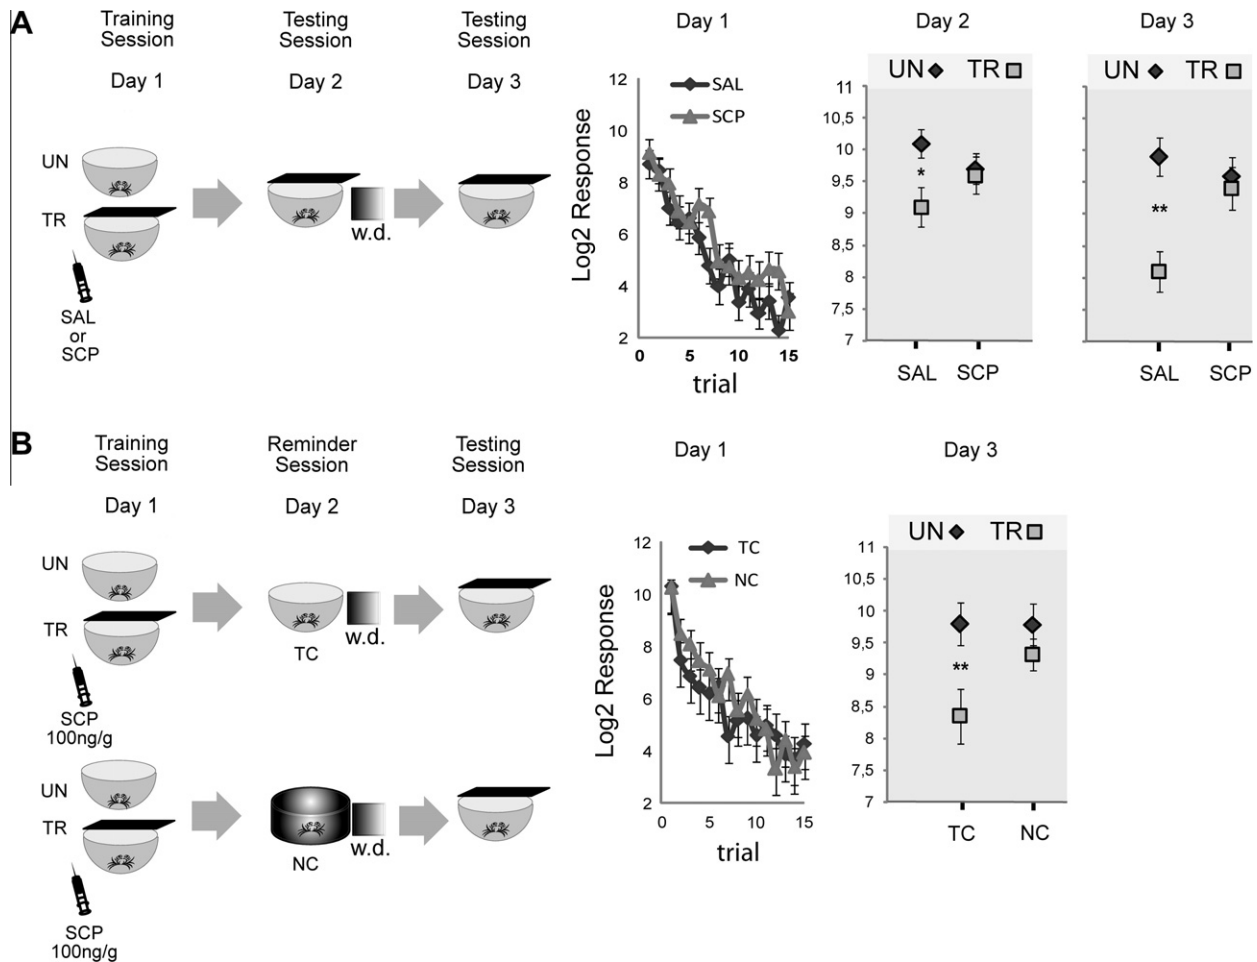 A
Training Session
Testing Session
Testing Session
Day 1
Day 2
Day 3
UN
TR
SAL
or
SCP
w.d.
Day 1
SAL
SCP
Log2 Response
12
10
8
6
4
2
0
5
10
15
trial
Day 2
UN TR
11
10,5
10
9,5
9
8,5
8
7,5
7
*
SAL SCP
Day 3
UN TR
**
SAL SCP
B
Training Session
Reminder Session
Testing Session
Day 1
Day 2
Day 3
UN
TR
SCP
100ng/g
TC
w.d.
UN
TR
SCP
100ng/g
NC
w.d.
Day 1
TC
NC
Log2 Response
12
10
8
6
4
2
0
5
10
15
trial
Day 3
UN TR
11
10,5
10
9,5
9
8,5
8
7,5
7
**
TC NC